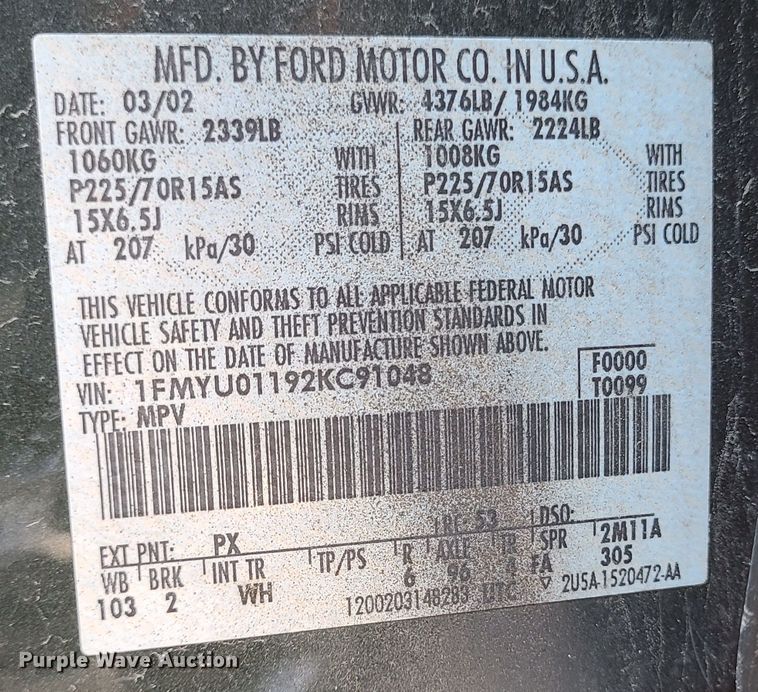 MFD. BY FORD MOTOR CO. IN U.S.A.
DATE: 03/02 GVWR: 4376LB/ 1984KG
FRONT GAWR: 2339LB REAR GAWR: 2224LB
1060KG WITH 1008KG WITH
P225/70R15AS TIRES P225/70R15AS TIRES
15X6.5J RIMS 15X6.5J RIMS
AT 207 kPa/30 PSI COLD AT 207 kPa/30 PSI COLD
THIS VEHICLE CONFORMS TO ALL APPLICABLE FEDERAL MOTOR
VEHICLE SAFETY AND THEFT PREVENTION STANDARDS IN
EFFECT ON THE DATE OF MANUFACTURE SHOWN ABOVE.
VIN: 1FMYU01192KC91048 F0000
TYPE: MPV T0099
EXT PNT: PX RC: 53 DSO: 2M11A
WB BRK INT TR TP/PS R AXLE TR SPR 305
103 2 WH 6 96 4 FA
1200203148283 UTC ▽ 2U5A-1520472-AA
Purple Wave Auction